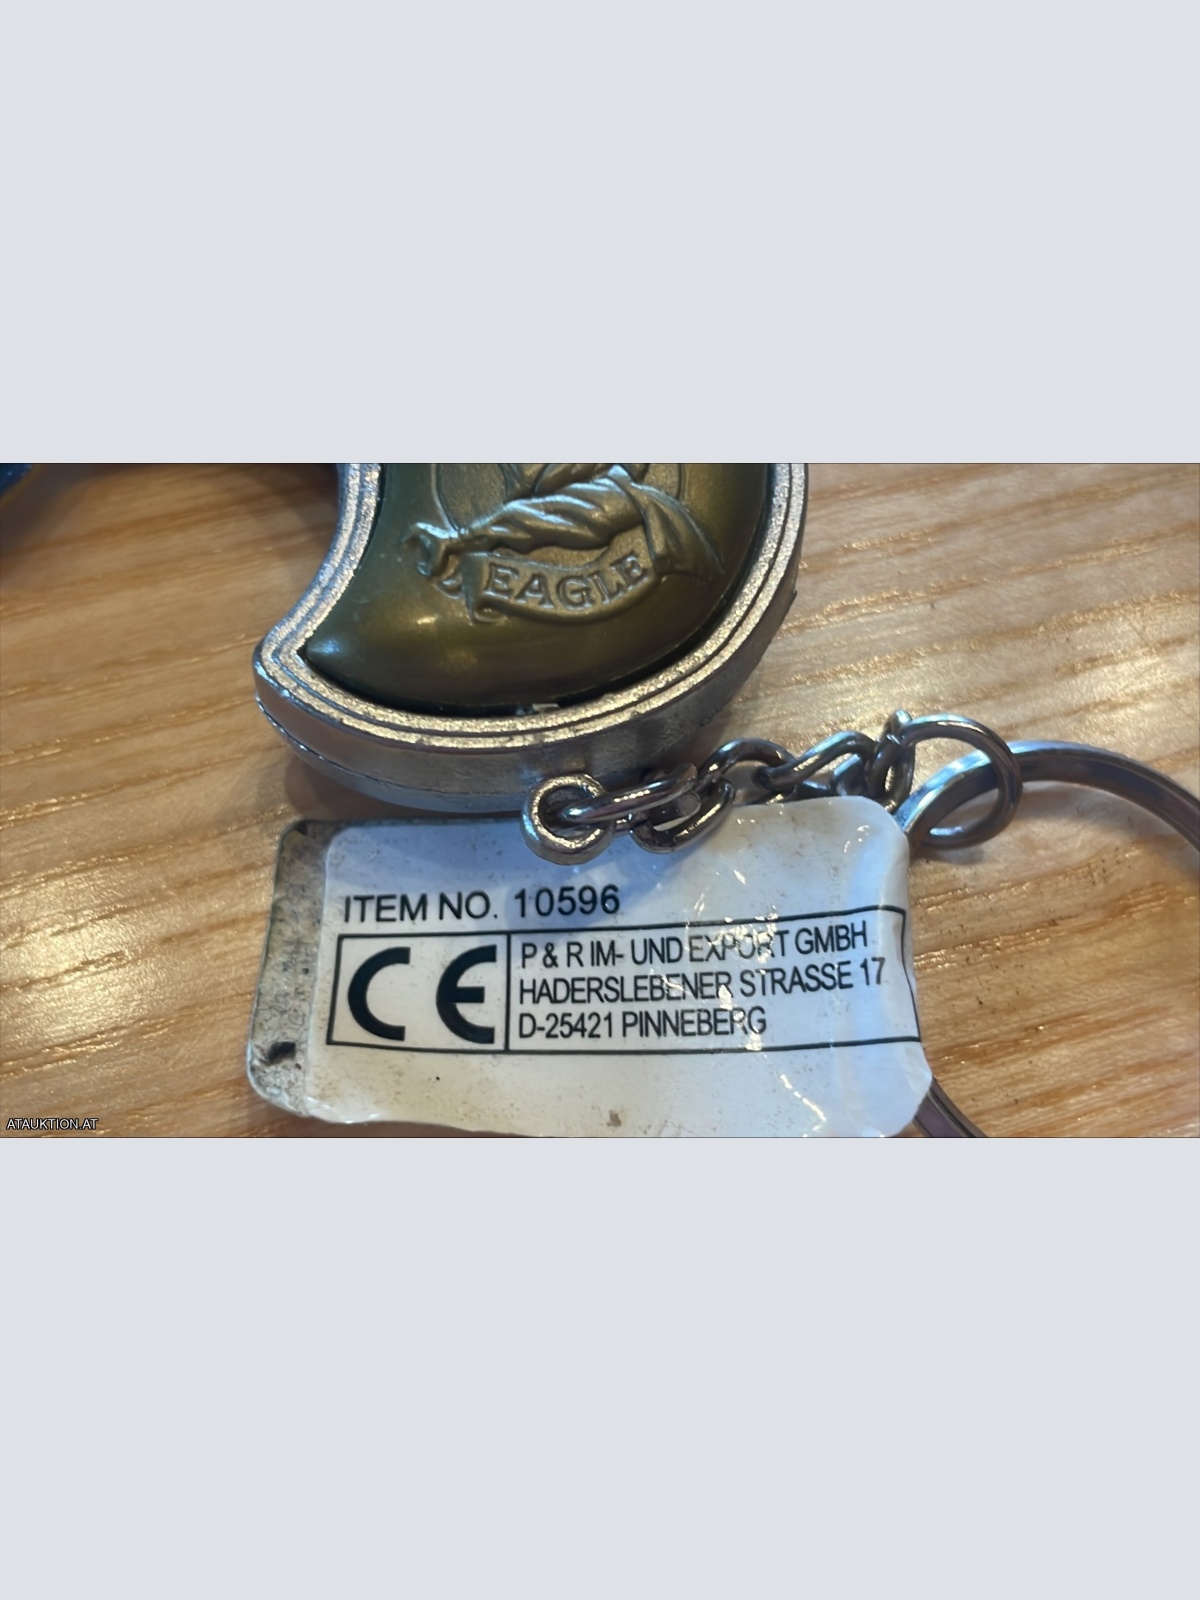 EAGLE
ITEM NO. 10596
CE
P & R IM- UND EXPORT GMBH
HADERSLEBENER STRASSE 17
D-25421 PINNEBERG
ATAUKTION.AT